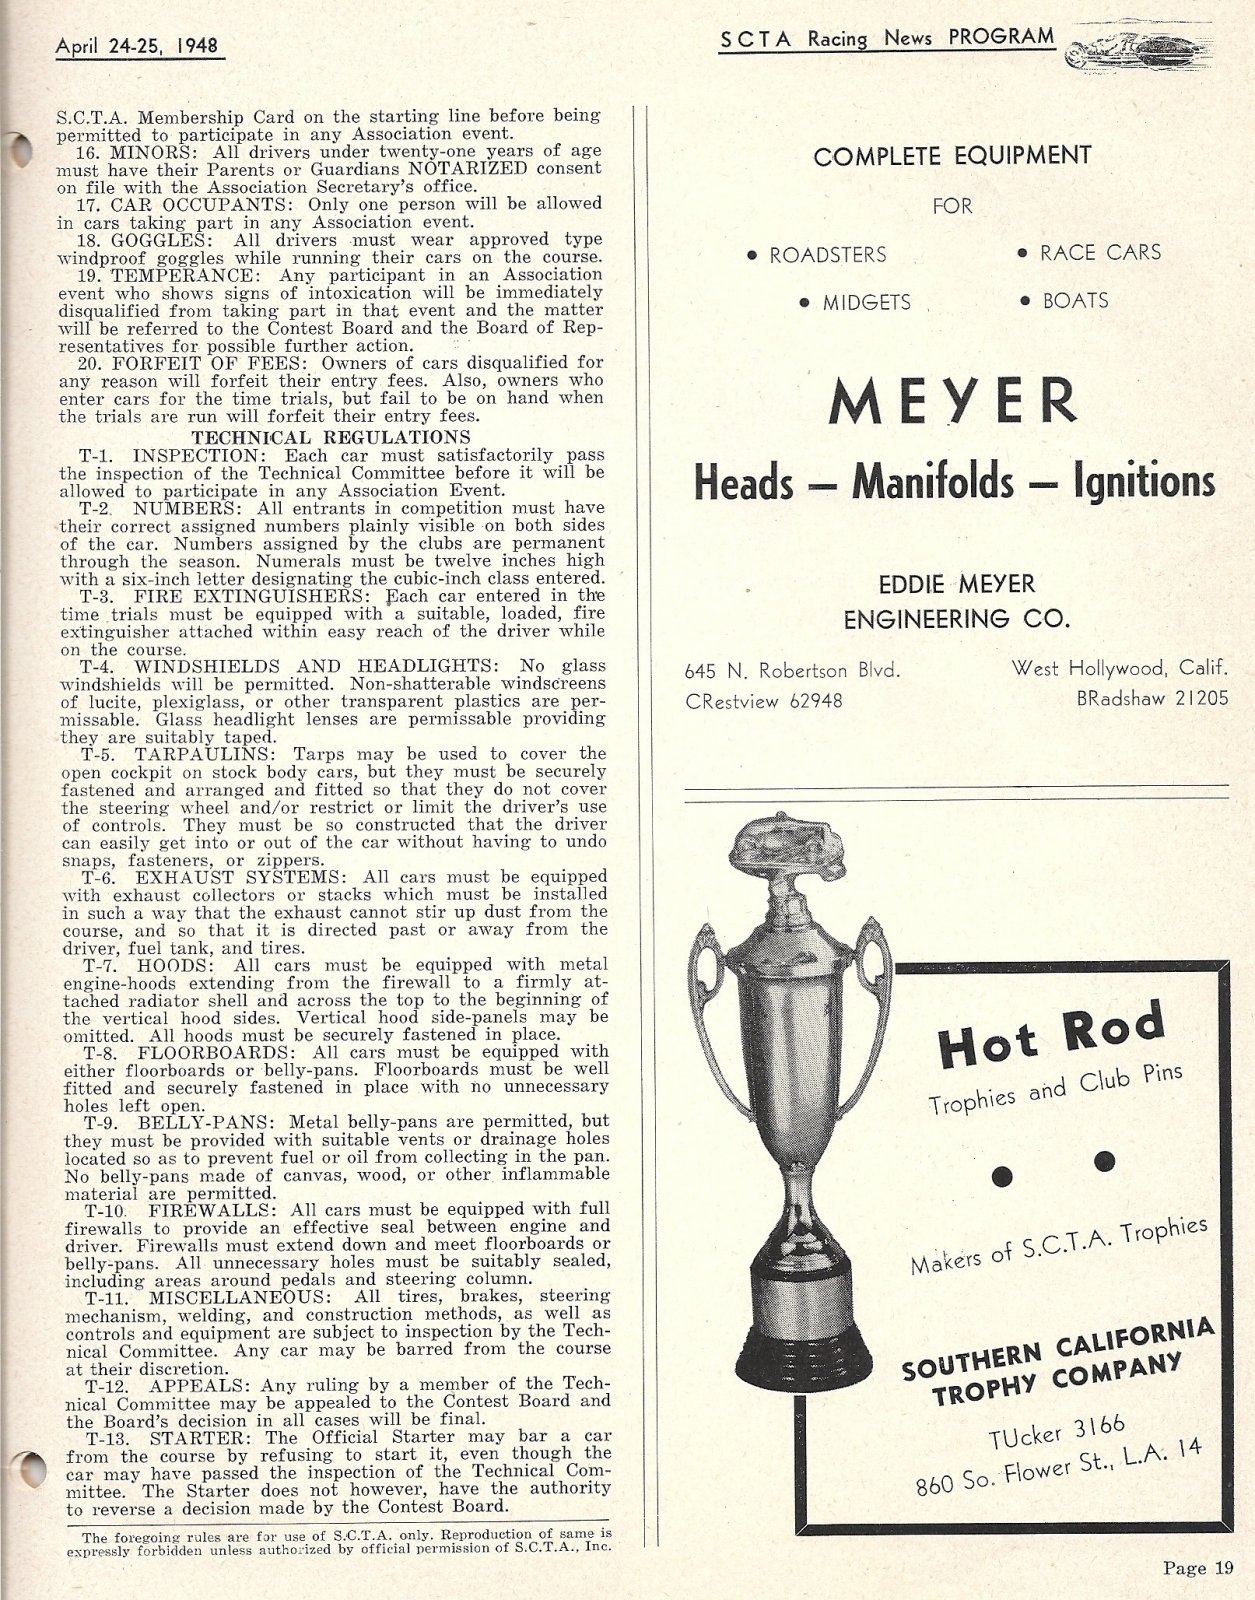 April 24-25, 1948
SCTA Racing News PROGRAM
S.C.T.A. Membership Card on the starting line before being
permitted to participate in any Association event.
16. MINORS: All drivers under twenty-one years of age
must have their Parents or Guardians NOTARIZED consent
on file with the Association Secretary's office.
17. CAR OCCUPANTS: Only one person will be allowed
in cars taking part in any Association event.
18. GOGGLES: All drivers must wear approved type
windproof goggles while running their cars on the course.
19. TEMPERANCE: Any participant in an Association
event who shows signs of intoxication will be immediately
disqualified from taking part in that event and the matter
will be referred to the Contest Board and the Board of Rep-
resentatives for possible further action.
20. FORFEIT OF FEES: Owners of cars disqualified for
any reason will forfeit their entry fees. Also, owners who
enter cars for the time trials, but fail to be on hand when
the trials are run will forfeit their entry fees.
TECHNICAL REGULATIONS
T-1. INSPECTION: Each car must satisfactorily pass
the inspection of the Technical Committee before it will be
allowed to participate in any Association Event.
T-2. NUMBERS: All entrants in competition must have
their correct assigned numbers plainly visible on both sides
of the car. Numbers assigned by the clubs are permanent
through the season. Numerals must be twelve inches high
with a six-inch letter designating the cubic-inch class entered.
T-3. FIRE EXTINGUISHERS: Each car entered in the
time trials must be equipped with a suitable, loaded, fire
extinguisher attached within easy reach of the driver while
on the course.
T-4. WINDSHIELDS AND HEADLIGHTS: No glass
windshields will be permitted. Non-shatterable windscreens
of lucite, plexiglass, or other transparent plastics are per-
missable. Glass headlight lenses are permissable providing
they are suitably taped.
T-5. TARPAULINS: Tarps may be used to cover the
open cockpit on stock body cars, but they must be securely
fastened and arranged and fitted so that they do not cover
the steering wheel and/or restrict or limit the driver's use
of controls. They must be so constructed that the driver
can easily get into or out of the car without having to undo
snaps, fasteners, or zippers.
T-6. EXHAUST SYSTEMS: All cars must be equipped
with exhaust collectors or stacks which must be installed
in such a way that the exhaust cannot stir up dust from the
course, and so that it is directed past or away from the
driver, fuel tank, and tires.
T-7. HOODS: All cars must be equipped with metal
engine-hoods extending from the firewall to a firmly at-
tached radiator shell and across the top to the beginning of
the vertical hood sides. Vertical hood side-panels may be
omitted. All hoods must be securely fastened in place.
T-8. FLOORBOARDS: All cars must be equipped with
either floorboards or belly-pans. Floorboards must be well
fitted and securely fastened in place with no unnecessary
holes left open.
T-9. BELLY-PANS: Metal belly-pans are permitted, but
they must be provided with suitable vents or drainage holes
located so as to prevent fuel or oil from collecting in the pan.
No belly-pans made of canvas, wood, or other inflammable
material are permitted.
T-10. FIREWALLS: All cars must be equipped with full
firewalls to provide an effective seal between engine and
driver. Firewalls must extend down and meet floorboards or
belly-pans. All unnecessary holes must be suitably sealed,
including areas around pedals and steering column.
T-11. MISCELLANEOUS: All tires, brakes, steering
mechanism, welding, and construction methods, as well as
controls and equipment are subject to inspection by the Tech-
nical Committee. Any car may be barred from the course
at their discretion.
T-12. APPEALS: Any ruling by a member of the Tech-
nical Committee may be appealed to the Contest Board and
the Board's decision in all cases will be final.
T-13. STARTER: The Official Starter may bar a car
from the course by refusing to start it, even though the
car may have passed the inspection of the Technical Com-
mittee. The Starter does not however, have the authority
to reverse a decision made by the Contest Board.
The foregoing rules are for use of S.C.T.A. only. Reproduction of same is
expressly forbidden unless authorized by official permission of S.C.T.A., Inc.
COMPLETE EQUIPMENT
FOR
• ROADSTERS • RACE CARS
• MIDGETS • BOATS
MEYER
Heads — Manifolds — Ignitions
EDDIE MEYER
ENGINEERING CO.
645 N. Robertson Blvd. West Hollywood, Calif.
CRestview 62948 BRadshaw 21205
Hot Rod
Trophies and Club Pins
Makers of S.C.T.A. Trophies
SOUTHERN CALIFORNIA
TROPHY COMPANY
TUcker 3166
860 So. Flower St., L.A. 14
Page 19